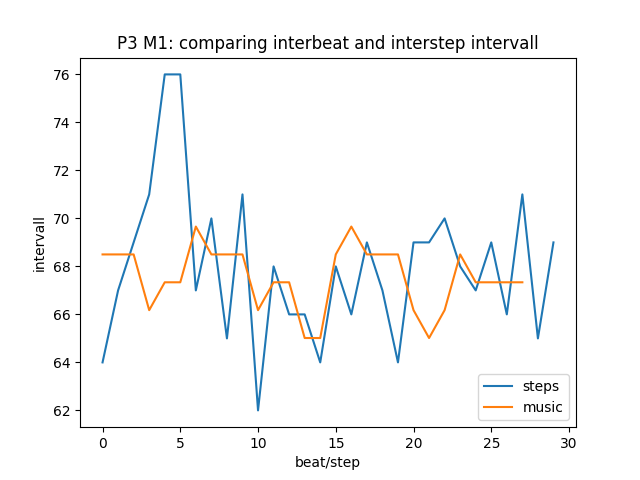 P3 M1: comparing interbeat and interstep intervall
76
74
72
70
68
66
64
62
intervall
0 5 10 15 20 25 30
beat/step
steps
music